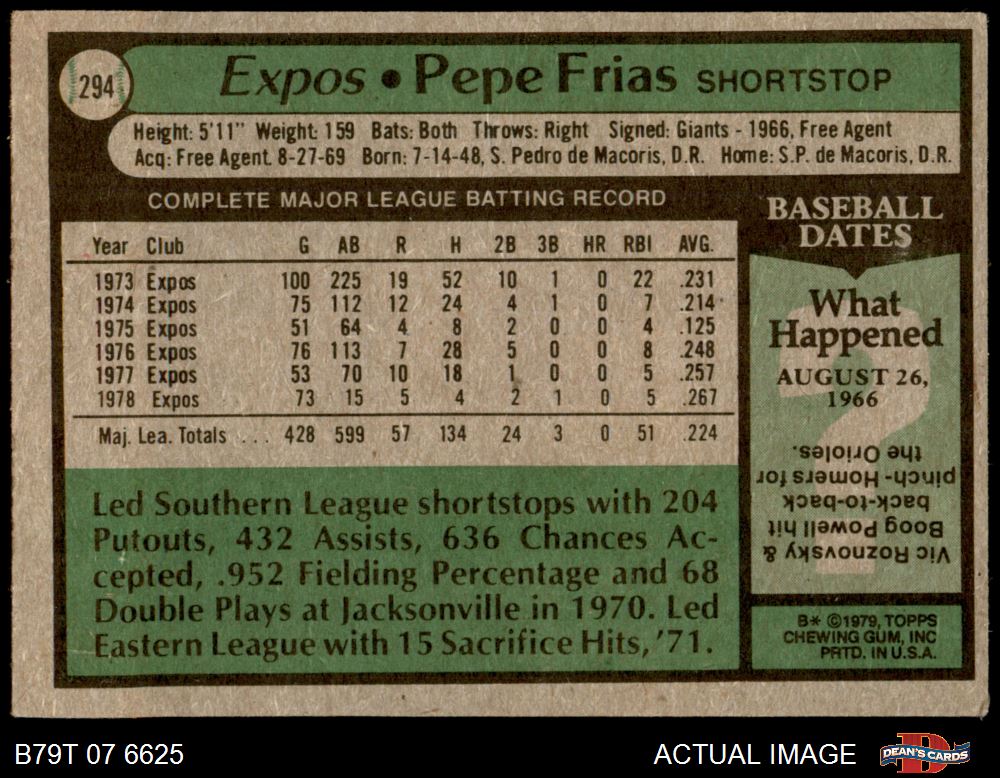 294
Expos • Pepe Frias SHORTSTOP
Height: 5'11" Weight: 159 Bats: Both Throws: Right Signed: Giants - 1966, Free Agent
Acq: Free Agent. 8-27-69 Born: 7-14-48, S. Pedro de Macoris, D.R. Home: S.P. de Macoris, D.R.
COMPLETE MAJOR LEAGUE BATTING RECORD
Year Club G AB R H 2B 3B HR RBI AVG.
1973 Expos 100 225 19 52 10 1 0 22 .231
1974 Expos 75 112 12 24 4 1 0 7 .214
1975 Expos 51 64 4 8 2 0 0 4 .125
1976 Expos 76 113 7 28 5 0 0 8 .248
1977 Expos 53 70 10 18 1 0 0 5 .257
1978 Expos 73 15 5 4 2 1 0 5 .267
Maj. Lea. Totals ... 428 599 57 134 24 3 0 51 .224
Led Southern League shortstops with 204
Putouts, 432 Assists, 636 Chances Ac-
cepted, .952 Fielding Percentage and 68
Double Plays at Jacksonville in 1970. Led
Eastern League with 15 Sacrifice Hits, '71.
BASEBALL
DATES
What
Happened
AUGUST 26,
1966
Vic Roznovsky &
Boog Powell hit
back-to-back
pinch-Homers for
the Orioles.
B* ©1979, TOPPS
CHEWING GUM, INC
PRTD. IN U.S.A.
B79T 07 6625
ACTUAL IMAGE
DEAN'S CARDS